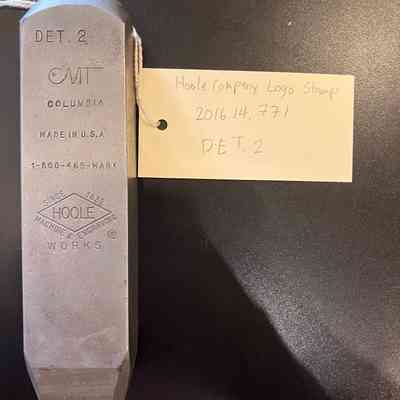 DET. 2
CMT
COLUMBIA
MADE IN U.S.A
1-800-465-MARK
SINCE 1832
HOOLE
MACHINE & ENGRAVING
WORKS ®
Hoole Company Logo Stamp
2016.14.771
DET. 2